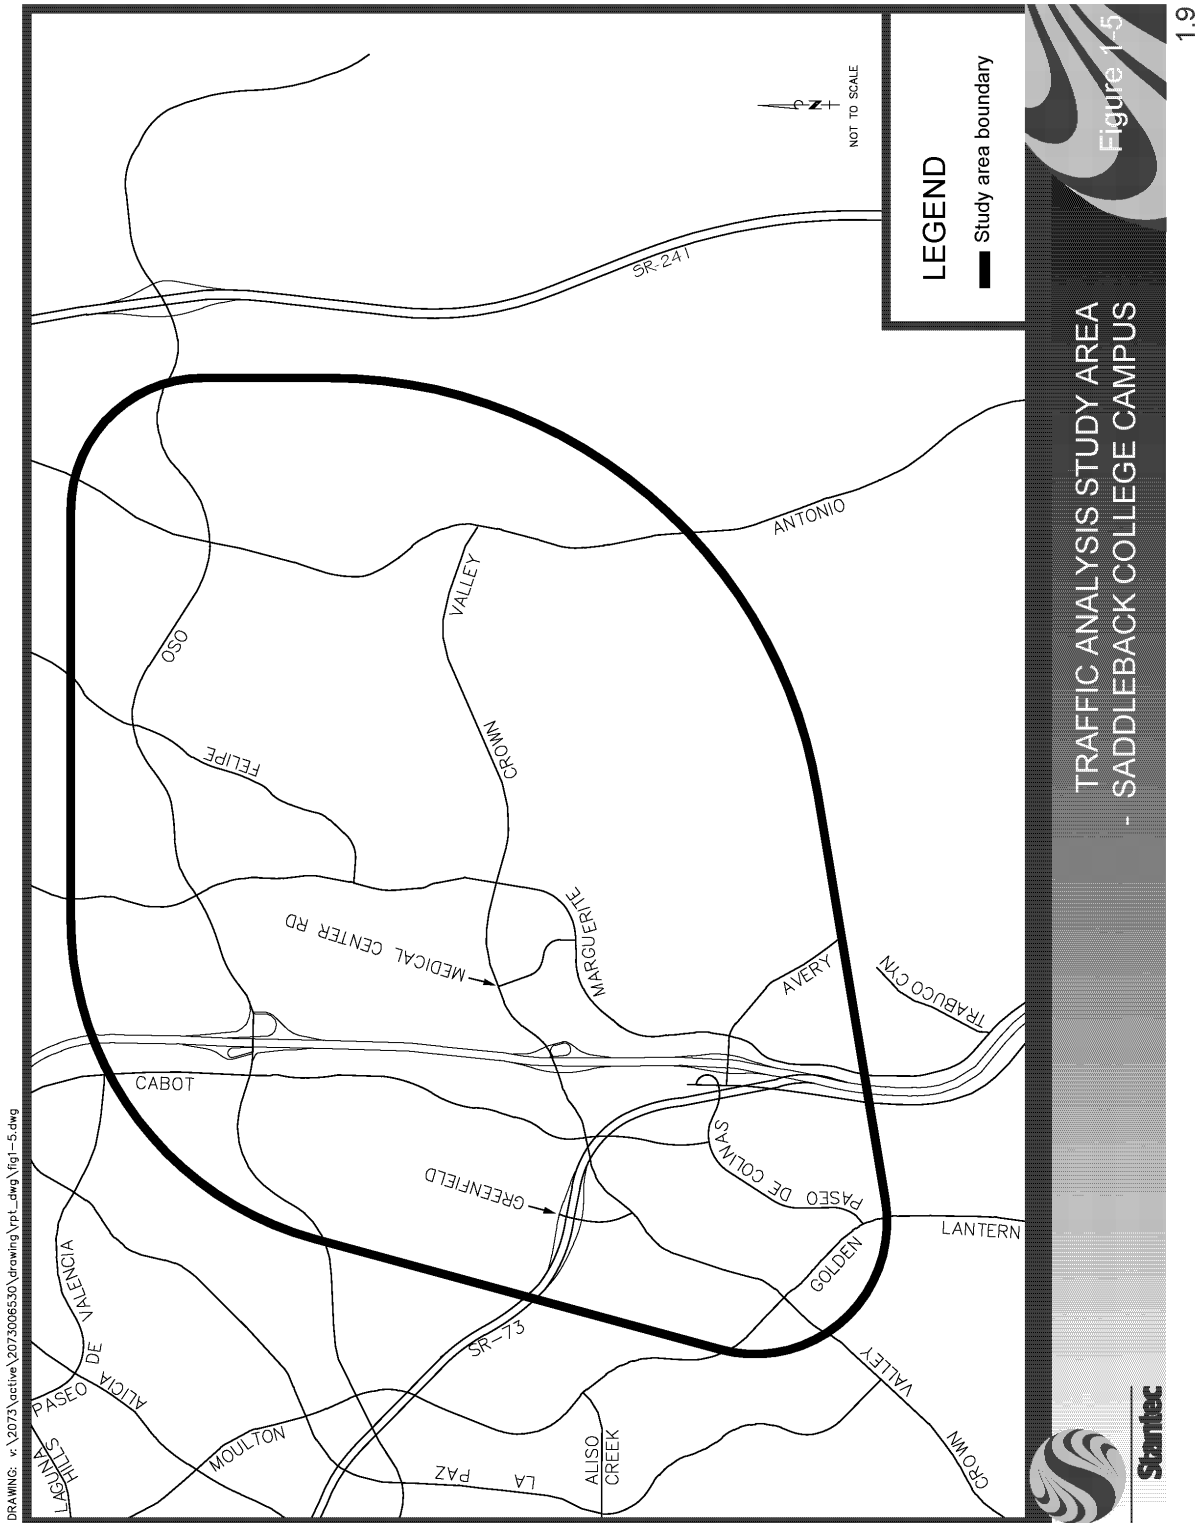 DRAWING: v:\2073\active\2073006530\drawing\rpt_dwg\fig1-5.dwg
LAGUNA
HILLS
PASEO DE VALENCIA
ALICIA
MOULTON
LA PAZ
ALISO
CREEK
CROWN VALLEY
SR-73
GOLDEN
LANTERN
PASEO DE COLINAS
GREENFIELD
CABOT
TRABUCO CYN
AVERY
MARGUERITE
MEDICAL CENTER RD
FELIPE
OSO
CROWN VALLEY
ANTONIO
SR-241
N
NOT TO SCALE
LEGEND
Study area boundary
Stantec
TRAFFIC ANALYSIS STUDY AREA
- SADDLEBACK COLLEGE CAMPUS
Figure 1-5
1.9